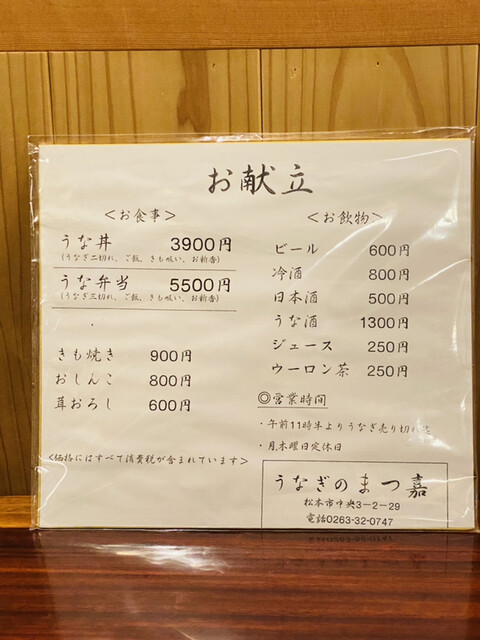 お献立
<お食事>
うな丼 3900円
(うなぎ二切れ、ご飯、きも吸い、お新香)
うな弁当 5500円
(うなぎ三切れ、ご飯、きも吸い、お新香)
きも焼き 900円
おしんこ 800円
茸おろし 600円
<価格にはすべて消費税が含まれています>
<お飲物>
ビール 600円
冷酒 800円
日本酒 500円
うな酒 1300円
ジュース 250円
ウーロン茶 250円
◎営業時間
・午前11時半よりうなぎ売り切れ迄
・月.木曜日定休日
うなぎのまつ嘉
松本市中央3-2-29
電話0263-32-0747